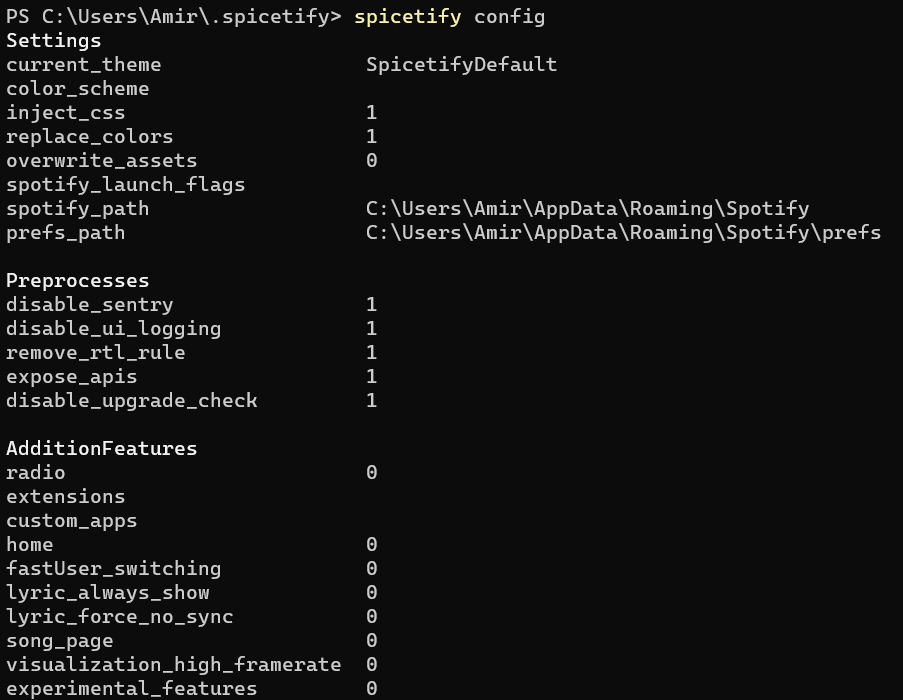 PS C:\Users\Amir\.spicetify> spicetify config
Settings
current_theme SpicetifyDefault
color_scheme
inject_css 1
replace_colors 1
overwrite_assets 0
spotify_launch_flags
spotify_path C:\Users\Amir\AppData\Roaming\Spotify
prefs_path C:\Users\Amir\AppData\Roaming\Spotify\prefs
Preprocesses
disable_sentry 1
disable_ui_logging 1
remove_rtl_rule 1
expose_apis 1
disable_upgrade_check 1
AdditionFeatures
radio 0
extensions
custom_apps
home 0
fastUser_switching 0
lyric_always_show 0
lyric_force_no_sync 0
song_page 0
visualization_high_framerate 0
experimental_features 0